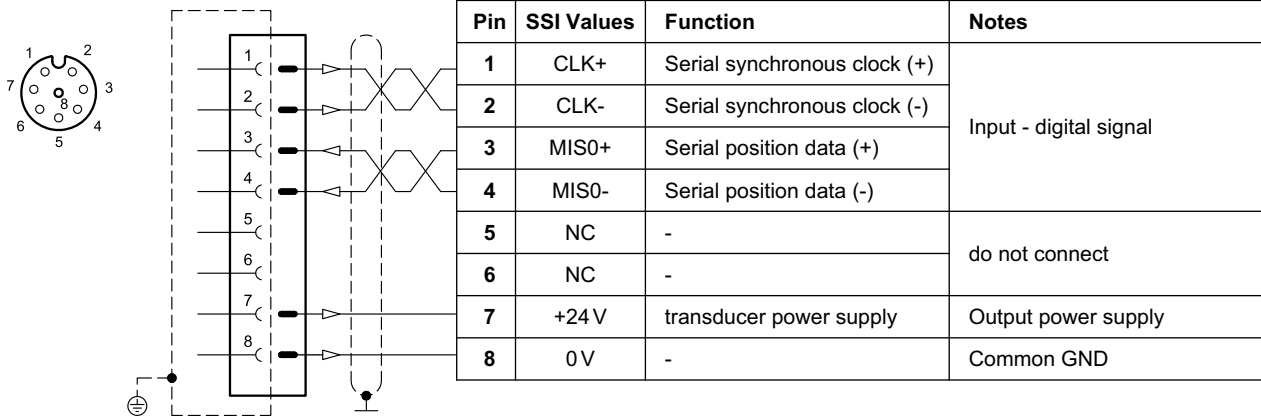 1 2
7 8 3
6 4
5
1
2
3
4
5
6
7
8
Pin SSI Values Function Notes
1 CLK+ Serial synchronous clock (+)
2 CLK- Serial synchronous clock (-)
Input - digital signal
3 MIS0+ Serial position data (+)
4 MIS0- Serial position data (-)
5 NC -
do not connect
6 NC -
7 +24 V transducer power supply Output power supply
8 0 V - Common GND